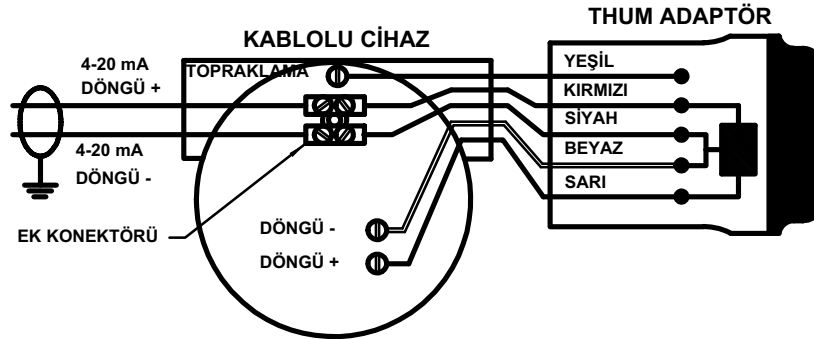 THUM ADAPTÖR
KABLOLU CİHAZ
4-20 mA
DÖNGÜ +
TOPRAKLAMA
YEŞİL
KIRMIZI
SİYAH
BEYAZ
SARI
4-20 mA
DÖNGÜ -
EK KONEKTÖRÜ
DÖNGÜ -
DÖNGÜ +